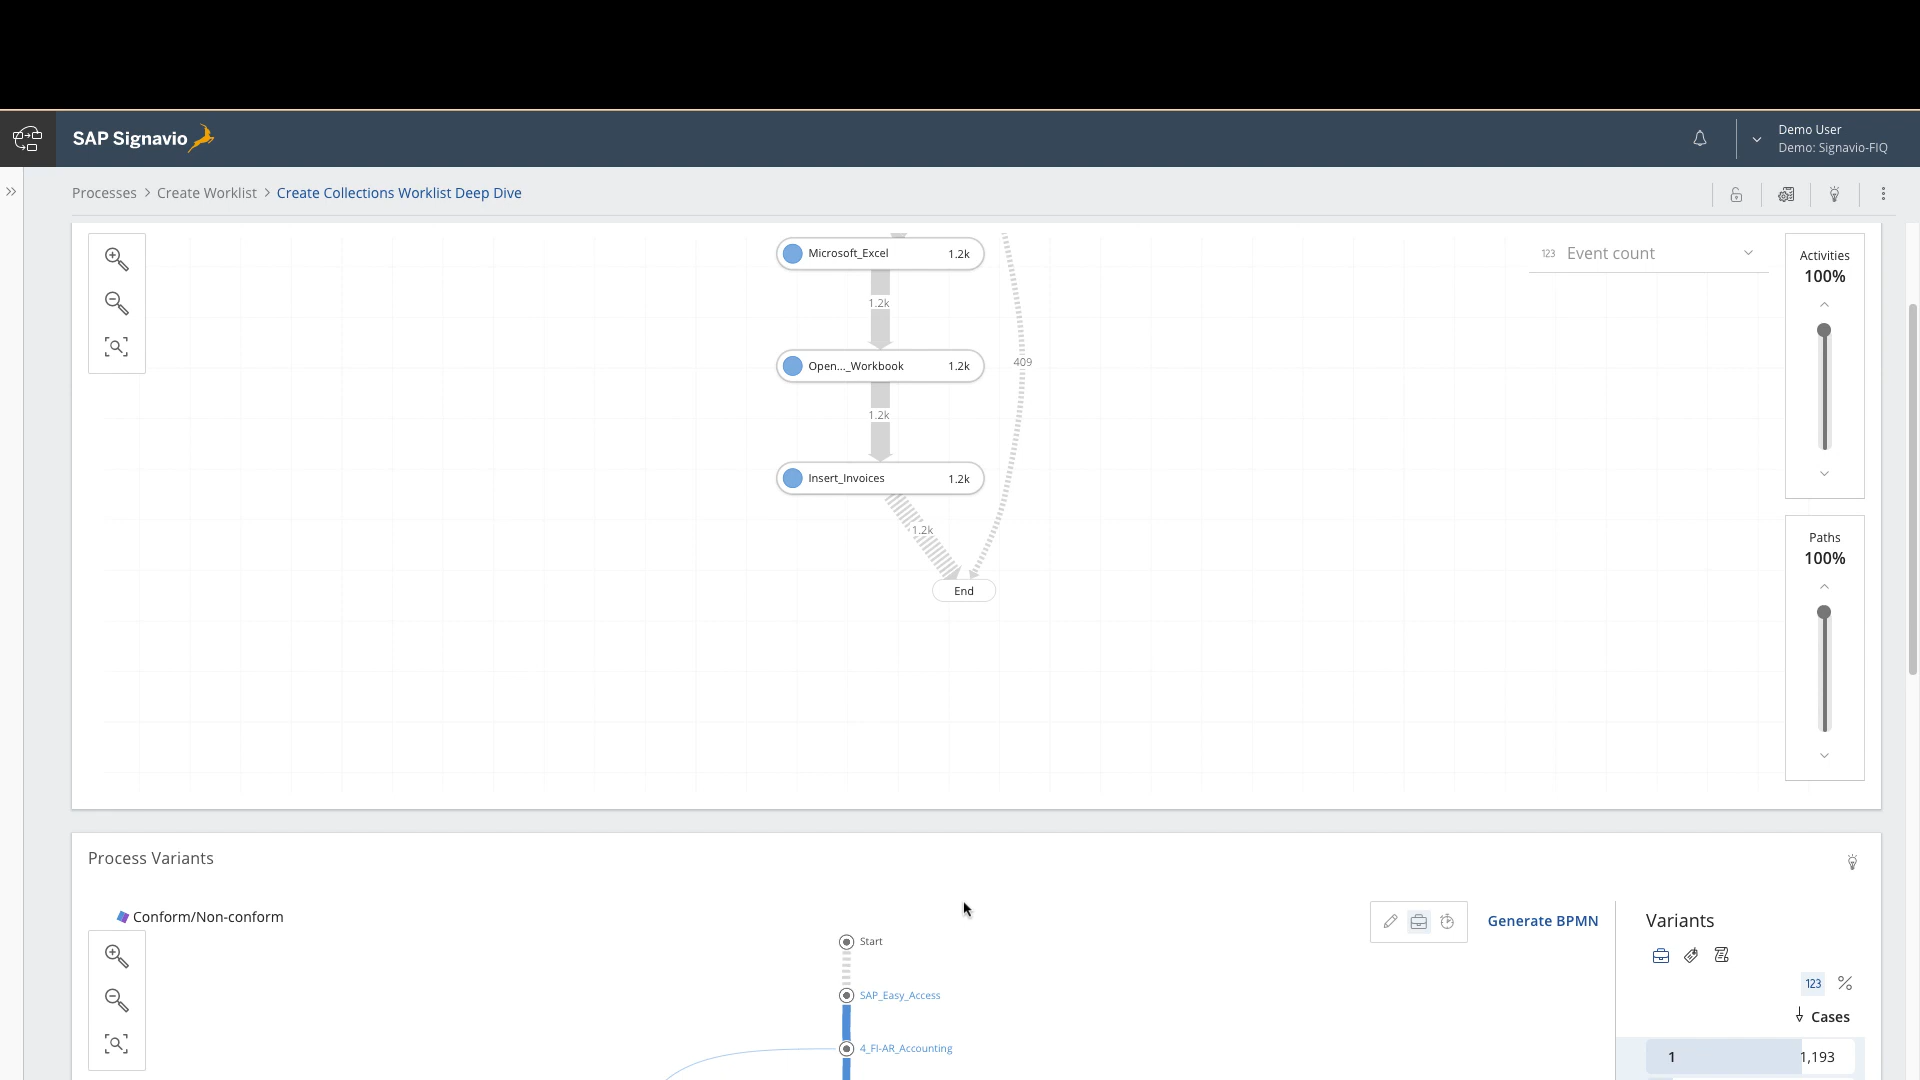 SAP Signavio
Demo User
Demo: Signavio-FIQ
Processes > Create Worklist > Create Collections Worklist Deep Dive
Microsoft_Excel 1.2k
123 Event count
Activities
100%
1.2k
Open..._Workbook 1.2k
409
1.2k
Insert_Invoices 1.2k
1.2k
Paths
100%
End
Process Variants
Conform/Non-conform
Generate BPMN
Variants
Start
123 %
SAP_Easy_Access
Cases
4_FI-AR_Accounting
1 1,193